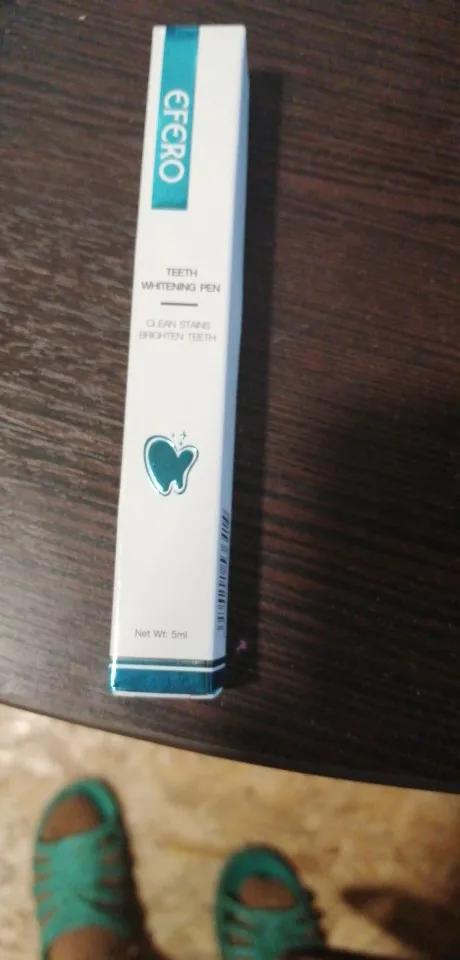 EFERO
TEETH
WHITENING PEN
CLEAN STAINS
BRIGHTEN TEETH
Net Wt: 5ml